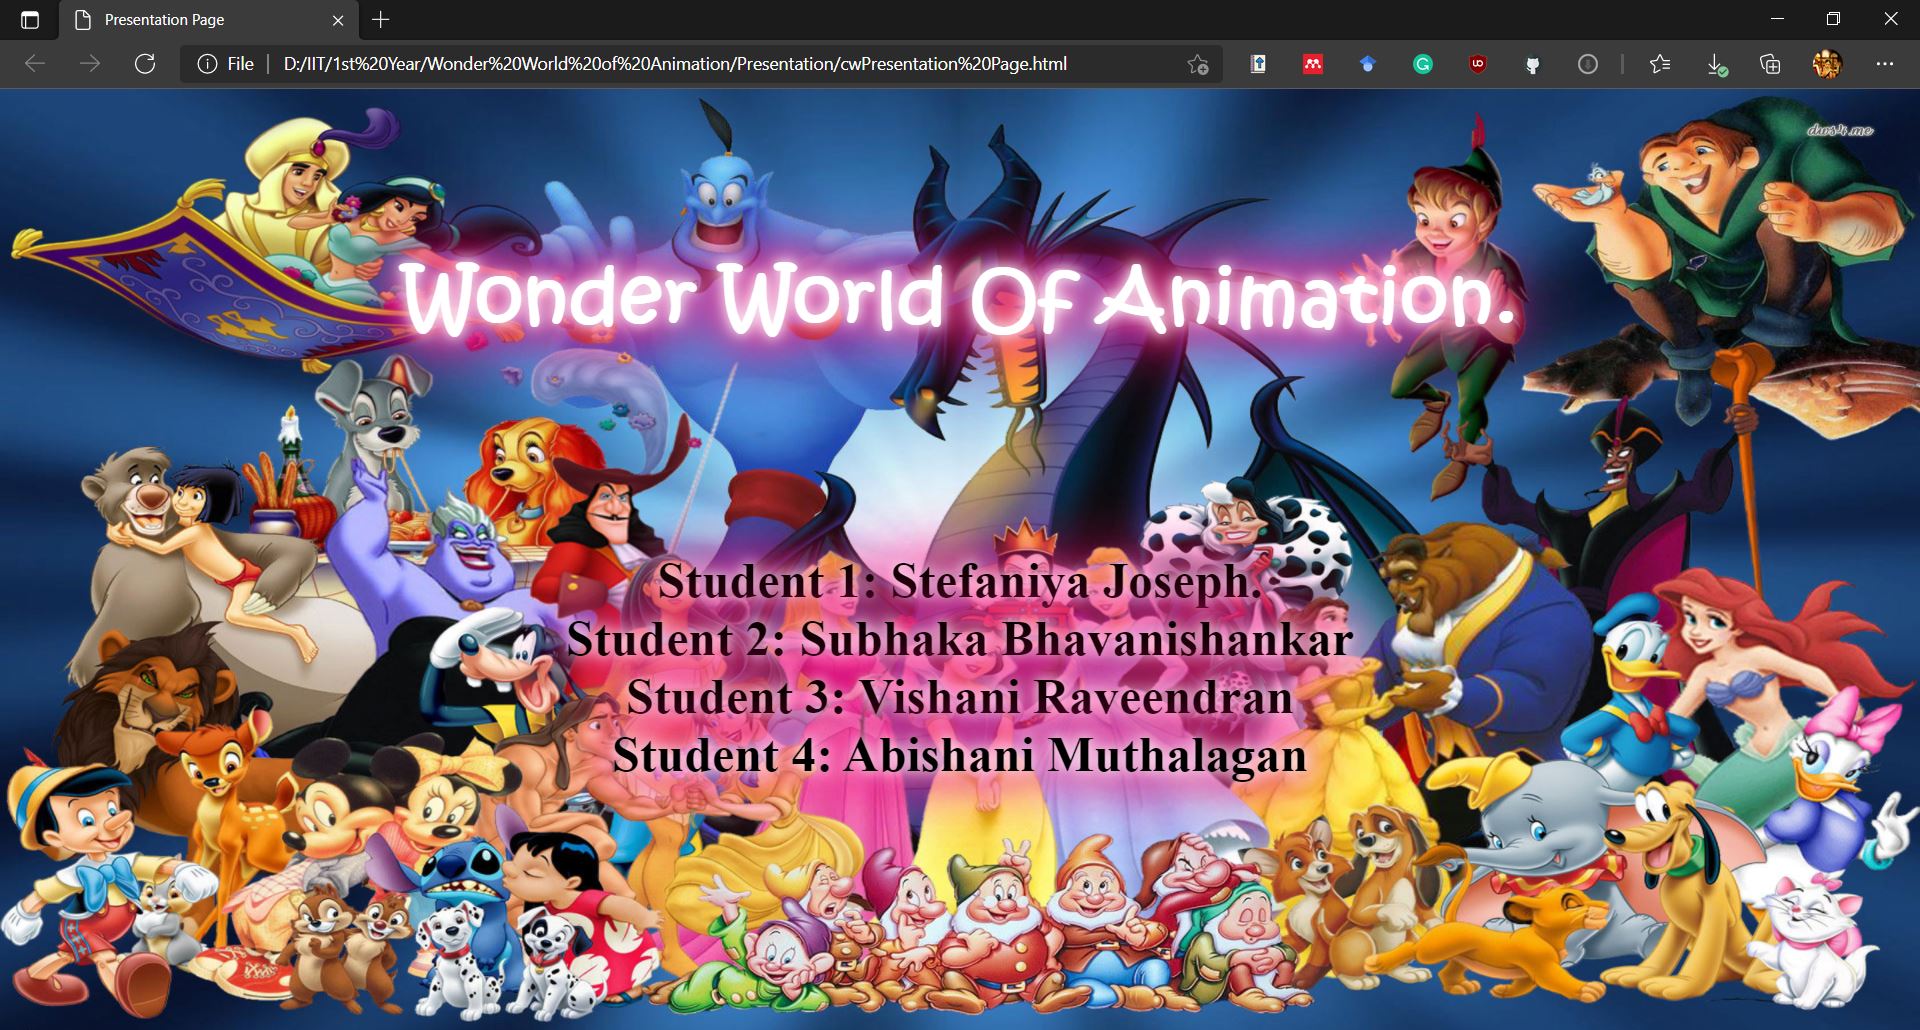 Presentation Page
File
D:/IIT/1st%20Year/Wonder%20World%20of%20Animation/Presentation/cwPresentation%20Page.html
dws4.me
Wonder World Of Animation.
Student 1: Stefaniya Joseph.
Student 2: Subhaka Bhavanishankar
Student 3: Vishani Raveendran
Student 4: Abishani Muthalagan